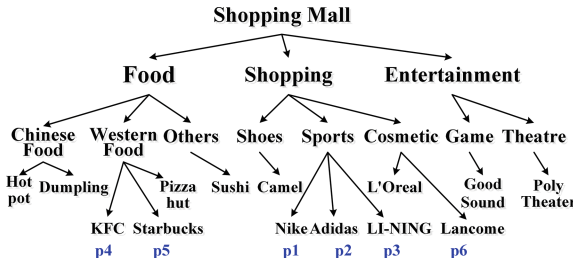 Shopping Mall
Food Shopping Entertainment
Chinese Food Western Food Others Shoes Sports Cosmetic Game Theatre
Hot pot Dumpling Pizza hut Sushi Camel L'Oreal Good Sound Poly Theater
KFC Starbucks Nike Adidas LI-NING Lancome
p4 p5 p1 p2 p3 p6